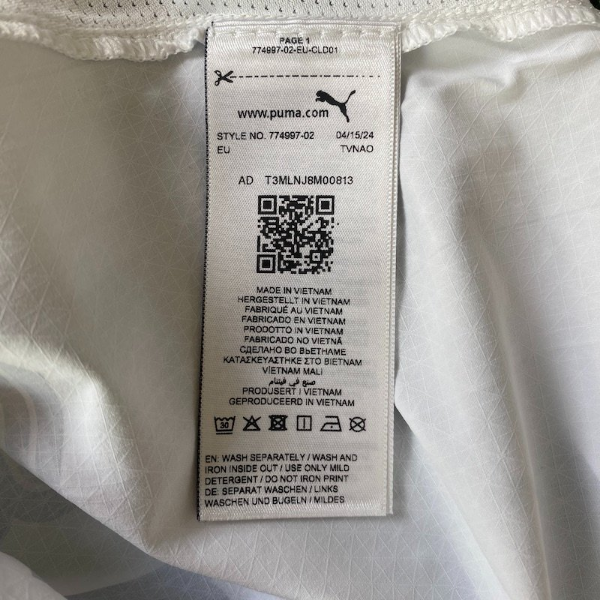 PAGE 1
774997-02-EU-CLD01
www.puma.com
STYLE NO. 774997-02 04/15/24
EU TVNAO
AD T3MLNJ8M00813
MADE IN VIETNAM
HERGESTELLT IN VIETNAM
FABRIQUÉ AU VIETNAM
FABRICADO EN VIETNAM
PRODOTTO IN VIETNAM
FABRICADO NO VIETNÃ
СДЕЛАНО ВО ВЬЕТНАМЕ
ΚΑΤΑΣΚΕΥΑΣΤΗΚΕ ΣΤΟ ΒΙΕΤΝΑΜ
VİETNAM MALI
صنع في فيتنام
PRODUSERT I VIETNAM
GEPRODUCEERD IN VIETNAM
30
EN: WASH SEPARATELY / WASH AND
IRON INSIDE OUT / USE ONLY MILD
DETERGENT / DO NOT IRON PRINT
DE: SEPARAT WASCHEN / LINKS
WASCHEN UND BÜGELN / MILDES